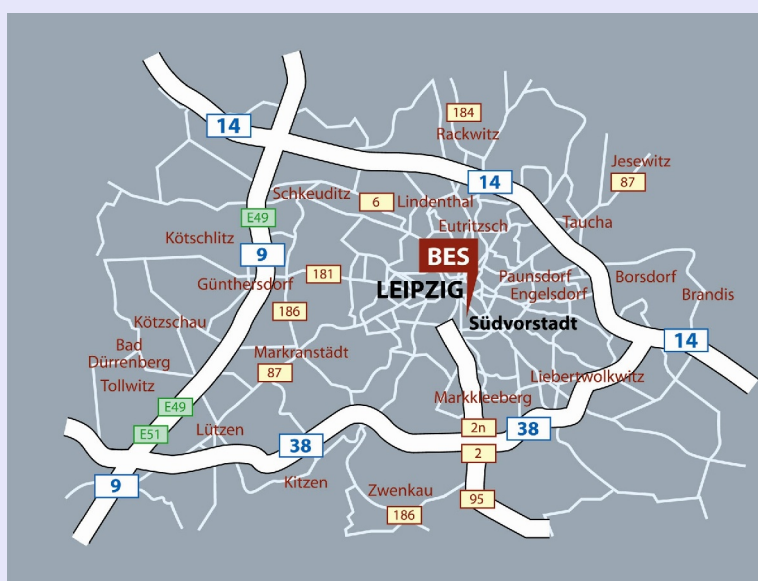 184
Rackwitz
14
Jesewitz
87
14
Schkeuditz
6
Lindenthal
E49
Eutritzsch
Taucha
Kötschlitz
9
BES
Günthersdorf
181
Paunsdorf
Borsdorf
LEIPZIG
Engelsdorf
Brandis
186
Südvorstadt
Kötzschau
14
Bad
Dürrenberg
Markranstädt
Tollwitz
87
Liebertwolkwitz
Markkleeberg
E49
E51
Lützen
2n
38
38
2
Kitzen
9
Zwenkau
95
186